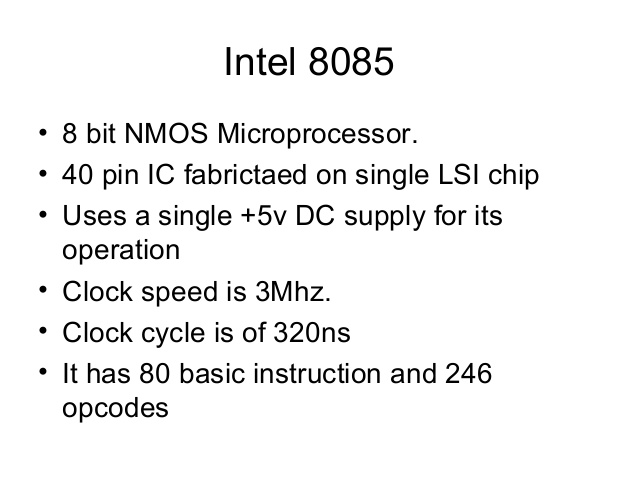 Intel 8085
• 8 bit NMOS Microprocessor.
• 40 pin IC fabrictaed on single LSI chip
• Uses a single +5v DC supply for its
operation
• Clock speed is 3Mhz.
• Clock cycle is of 320ns
• It has 80 basic instruction and 246
opcodes